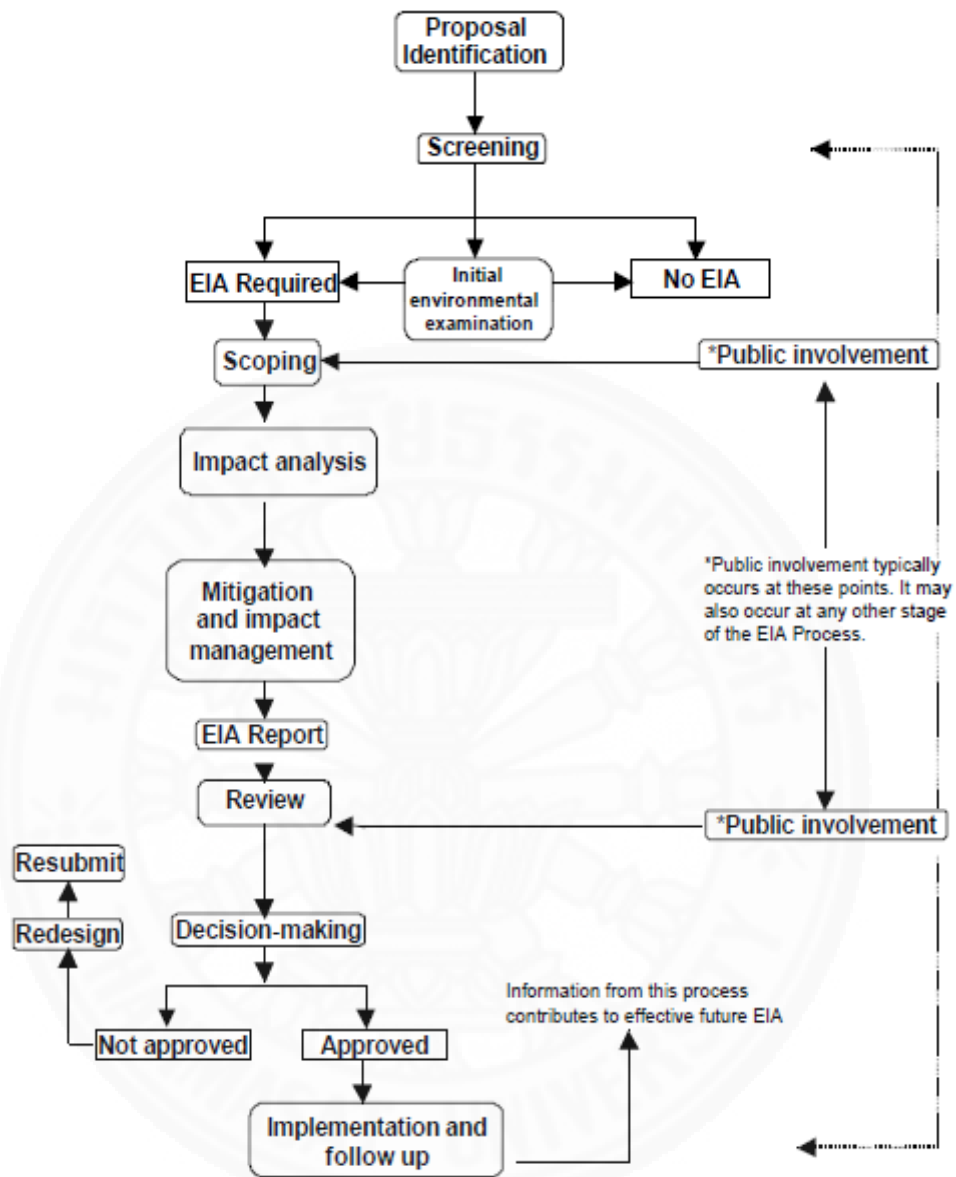 Proposal
Identification
Screening
EIA Required
Initial
environmental
examination
No EIA
Scoping
*Public involvement
Impact analysis
*Public involvement typically
occurs at these points. It may
also occur at any other stage
of the EIA Process.
Mitigation
and impact
management
EIA Report
Review
*Public involvement
Resubmit
Redesign
Decision-making
Information from this process
contributes to effective future EIA
Not approved
Approved
Implementation and
follow up